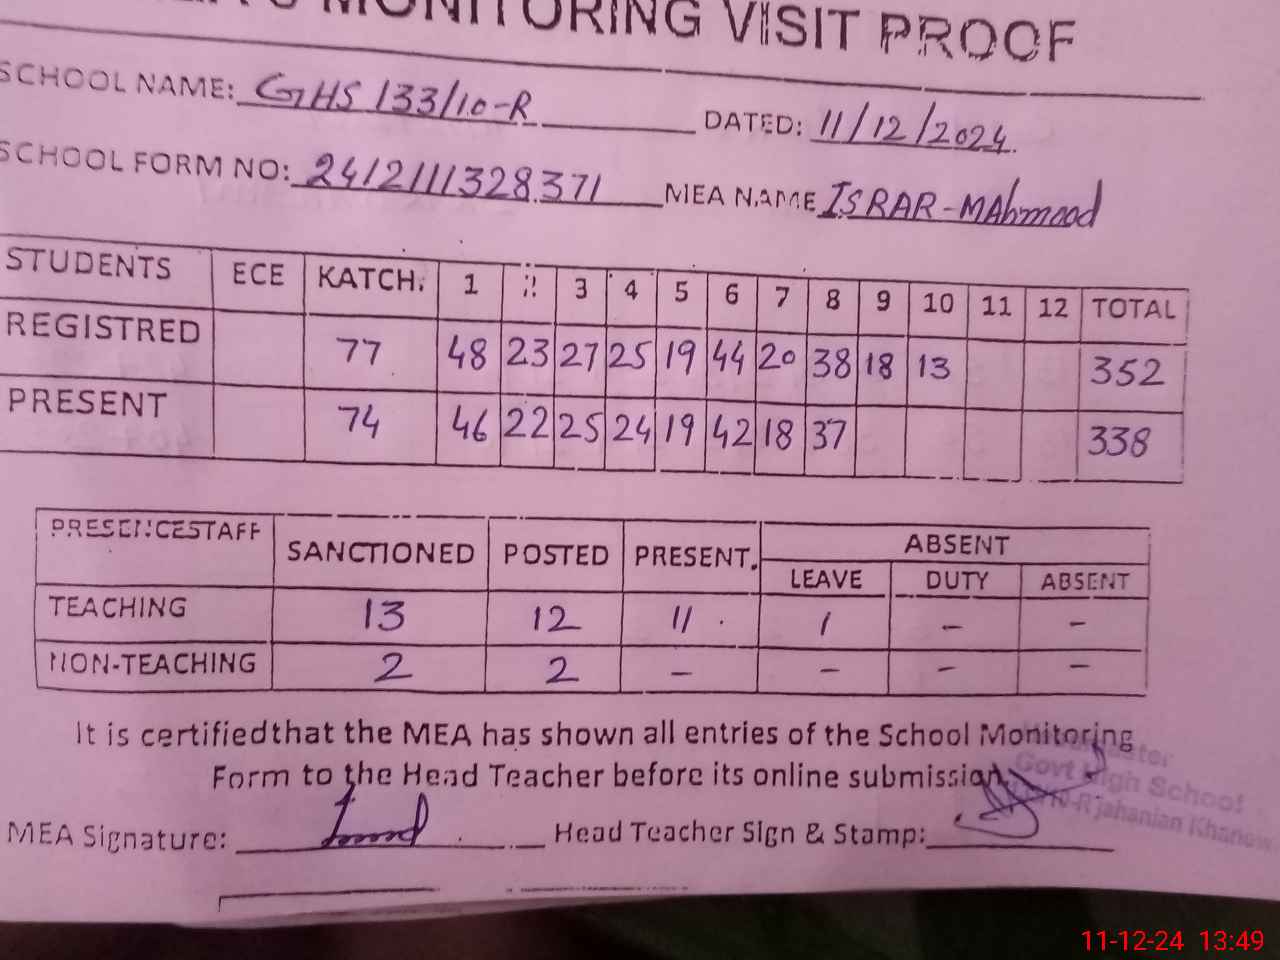 MONITORING VISIT PROOF
SCHOOL NAME: GHS 133/10-R DATED: 11/12/2024
SCHOOL FORM NO: 2412111328371 MEA NAME ISRAR-MAhmood
STUDENTS ECE KATCH. 1 2 3 4 5 6 7 8 9 10 11 12 TOTAL
REGISTRED 77 48 23 27 25 19 44 20 38 18 13 352
PRESENT 74 46 22 25 24 19 42 18 37 338
PRESENCESTAFF SANCTIONED POSTED PRESENT. ABSENT
LEAVE DUTY ABSENT
TEACHING 13 12 11 1 - -
NON-TEACHING 2 2 - - - -
It is certifiedthat the MEA has shown all entries of the School Monitoring
Form to the Head Teacher before its online submission.
Govt High School
jahanian
MEA Signature: Head Teacher Sign & Stamp:
11-12-24 13:49